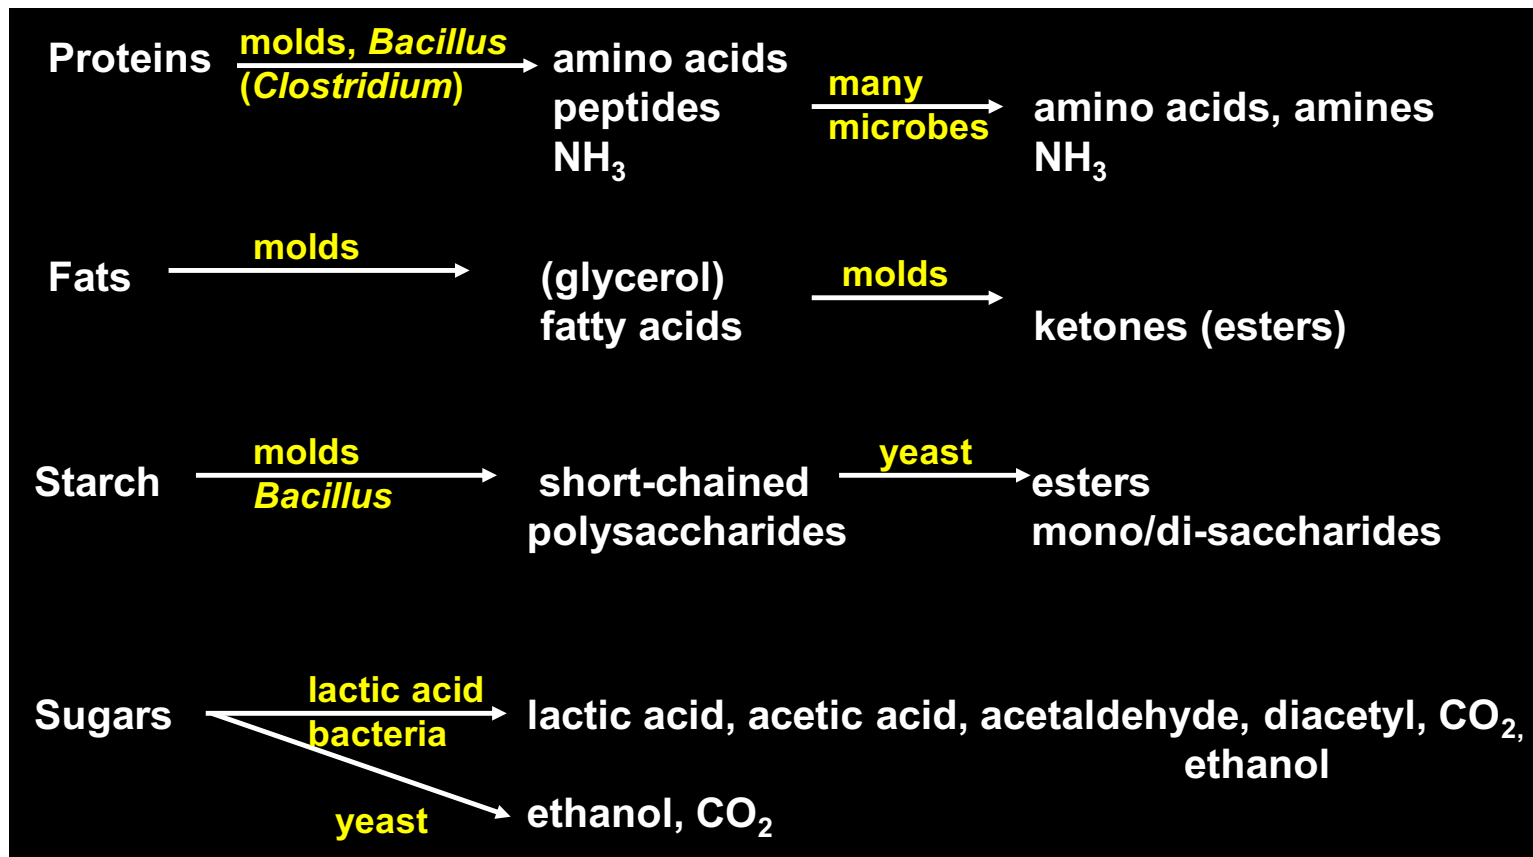 Proteins
molds, Bacillus
(Clostridium)
amino acids
peptides
NH₃
many
microbes
amino acids, amines
NH₃
Fats
molds
(glycerol)
fatty acids
molds
ketones (esters)
Starch
molds
Bacillus
short-chained
polysaccharides
yeast
esters
mono/di-saccharides
Sugars
lactic acid
bacteria
lactic acid, acetic acid, acetaldehyde, diacetyl, CO₂,
ethanol
yeast
ethanol, CO₂